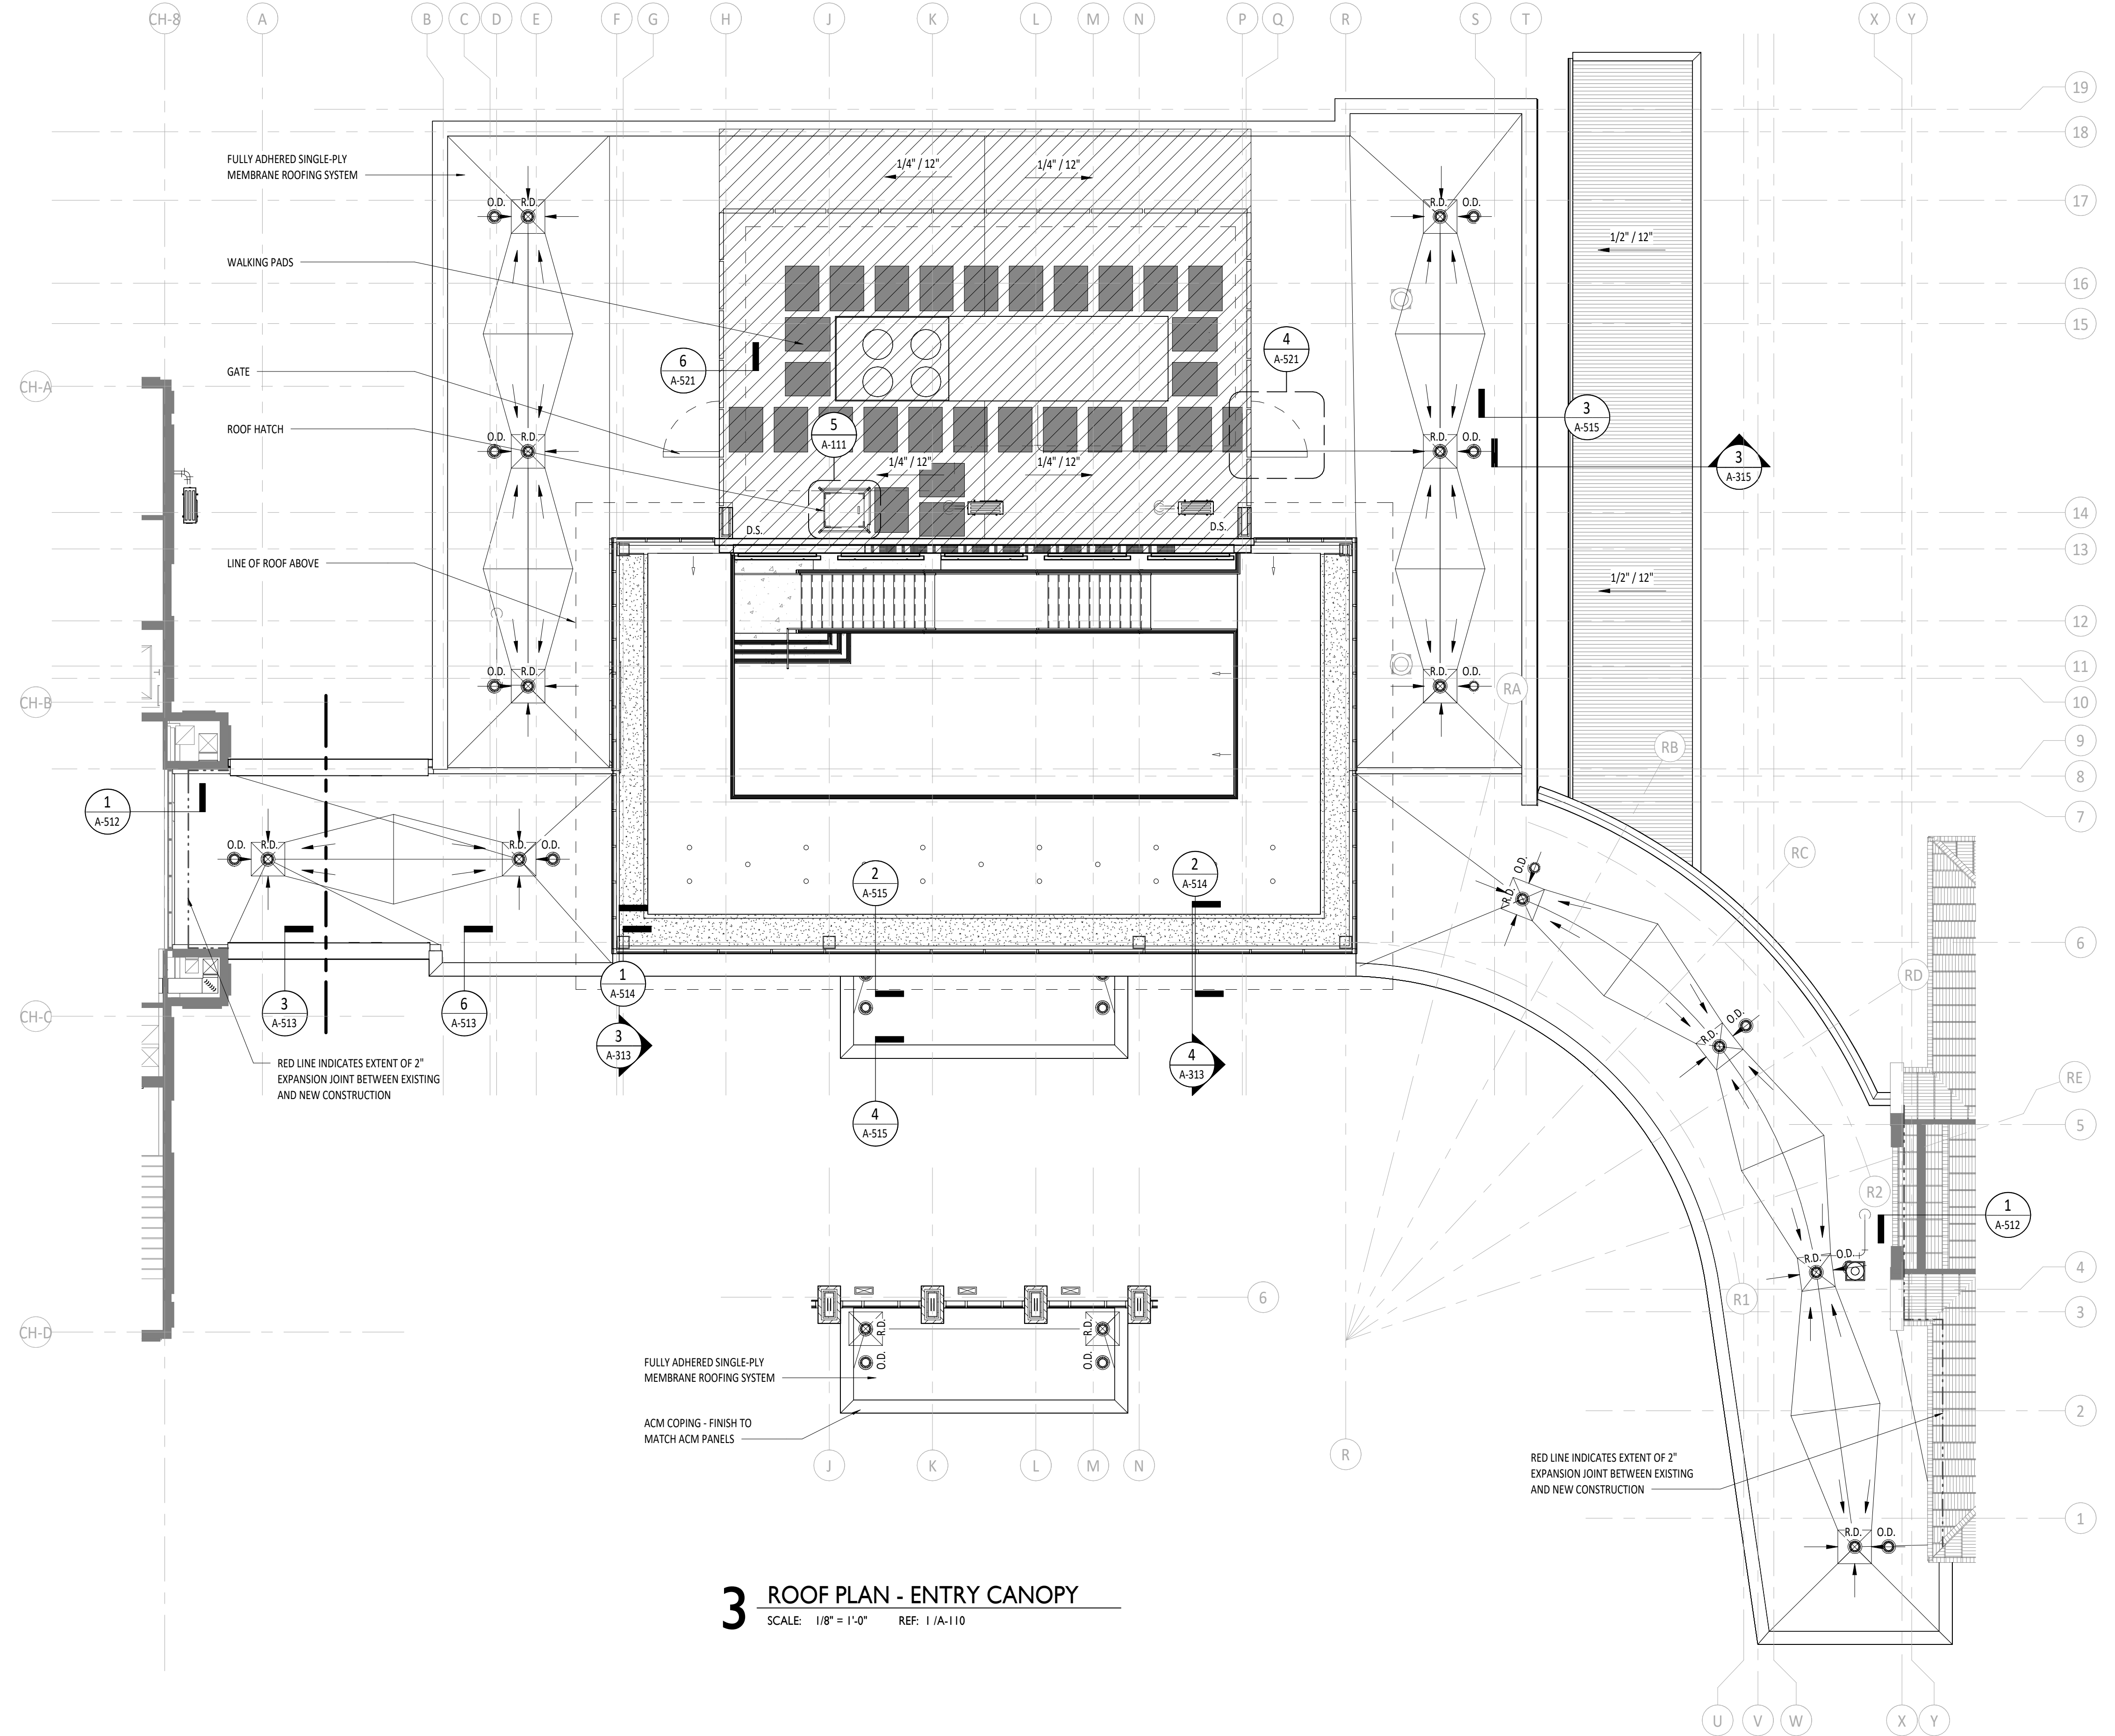 CH-8 A B C D E F G H J K L M N P Q R S T X Y
19
18
FULLY ADHERED SINGLE-PLY
MEMBRANE ROOFING SYSTEM
1/4" / 12" 1/4" / 12"
O.D. R.D. R.D. O.D.
17
1/2" / 12"
WALKING PADS
16
15
6
A-521
4
A-521
GATE
CH-A
3
A-515
ROOF HATCH
5
A-111
O.D. R.D. R.D. O.D.
1/4" / 12" 1/4" / 12"
3
A-315
14
D.S. D.S.
13
LINE OF ROOF ABOVE
1/2" / 12"
12
11
O.D. R.D. R.D. O.D.
RA
CH-B
10
RB
9
8
1
A-512
7
O.D. R.D. R.D. O.D.
RC
2
A-515
2
A-514
O.D.
R.D.
6
RD
1
A-514
3
A-513
6
A-513
CH-C
O.D.
R.D.
3
A-313
4
A-313
RED LINE INDICATES EXTENT OF 2"
EXPANSION JOINT BETWEEN EXISTING
AND NEW CONSTRUCTION
RE
4
A-515
5
R2
1
A-512
R.D. O.D.
4
R1
6
3
CH-D
R.D. R.D.
O.D. O.D.
FULLY ADHERED SINGLE-PLY
MEMBRANE ROOFING SYSTEM
2
ACM COPING - FINISH TO
MATCH ACM PANELS
J K L M N R
RED LINE INDICATES EXTENT OF 2"
EXPANSION JOINT BETWEEN EXISTING
AND NEW CONSTRUCTION
1
R.D. O.D.
3 ROOF PLAN - ENTRY CANOPY
SCALE: 1/8" = 1'-0" REF: 1 /A-110
U V W X Y